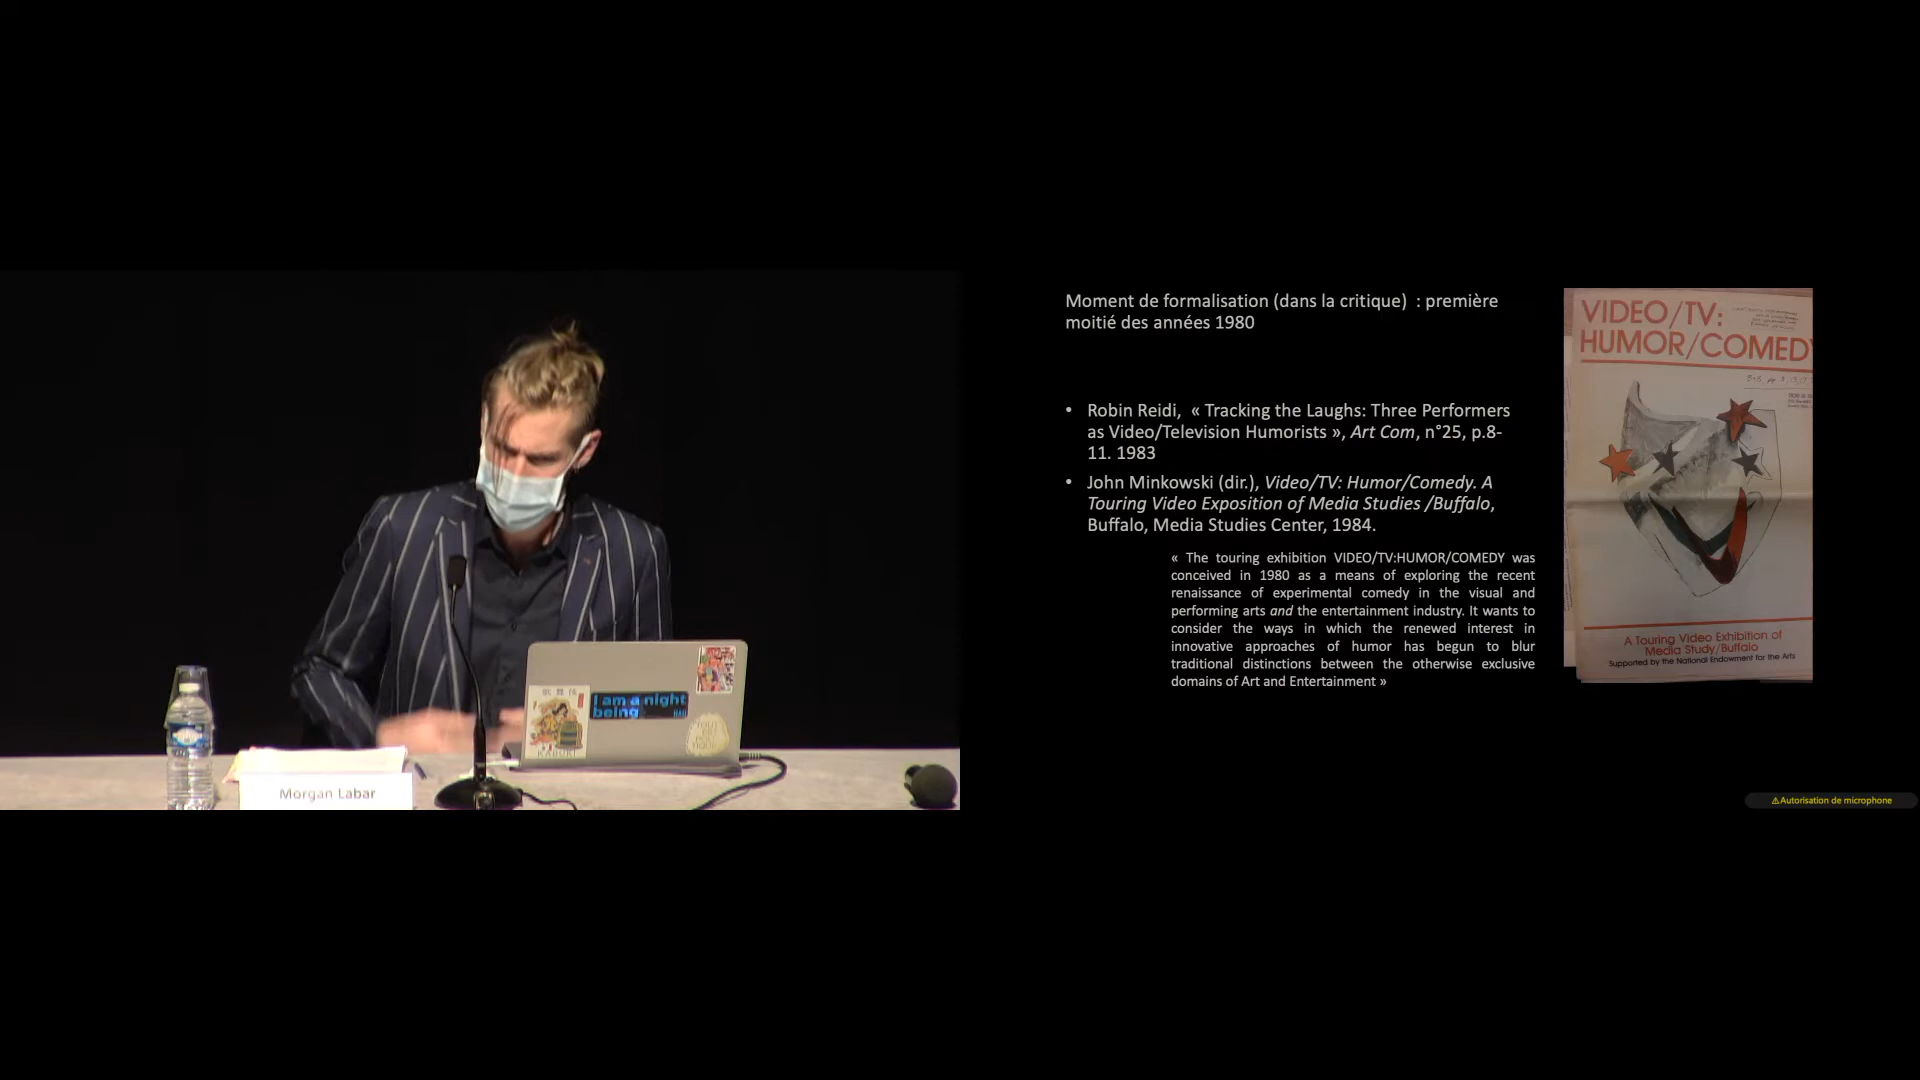 Moment de formalisation (dans la critique)  : première
moitié des années 1980
• Robin Reidi,  « Tracking the Laughs: Three Performers
as Video/Television Humorists », Art Com, n°25, p.8-
11. 1983
• John Minkowski (dir.), Video/TV: Humor/Comedy. A
Touring Video Exposition of Media Studies /Buffalo,
Buffalo, Media Studies Center, 1984.
« The touring exhibition VIDEO/TV:HUMOR/COMEDY was
conceived in 1980 as a means of exploring the recent
renaissance of experimental comedy in the visual and
performing arts and the entertainment industry. It wants to
consider the ways in which the renewed interest in
innovative approaches of humor has begun to blur
traditional distinctions between the otherwise exclusive
domains of Art and Entertainment »
VIDEO/TV:
HUMOR/COMEDY
A Touring Video Exhibition of
Media Study/Buffalo
Supported by the National Endowment for the Arts
I am a night
being
KABUKI
Morgan Labar
⚠Autorisation de microphone